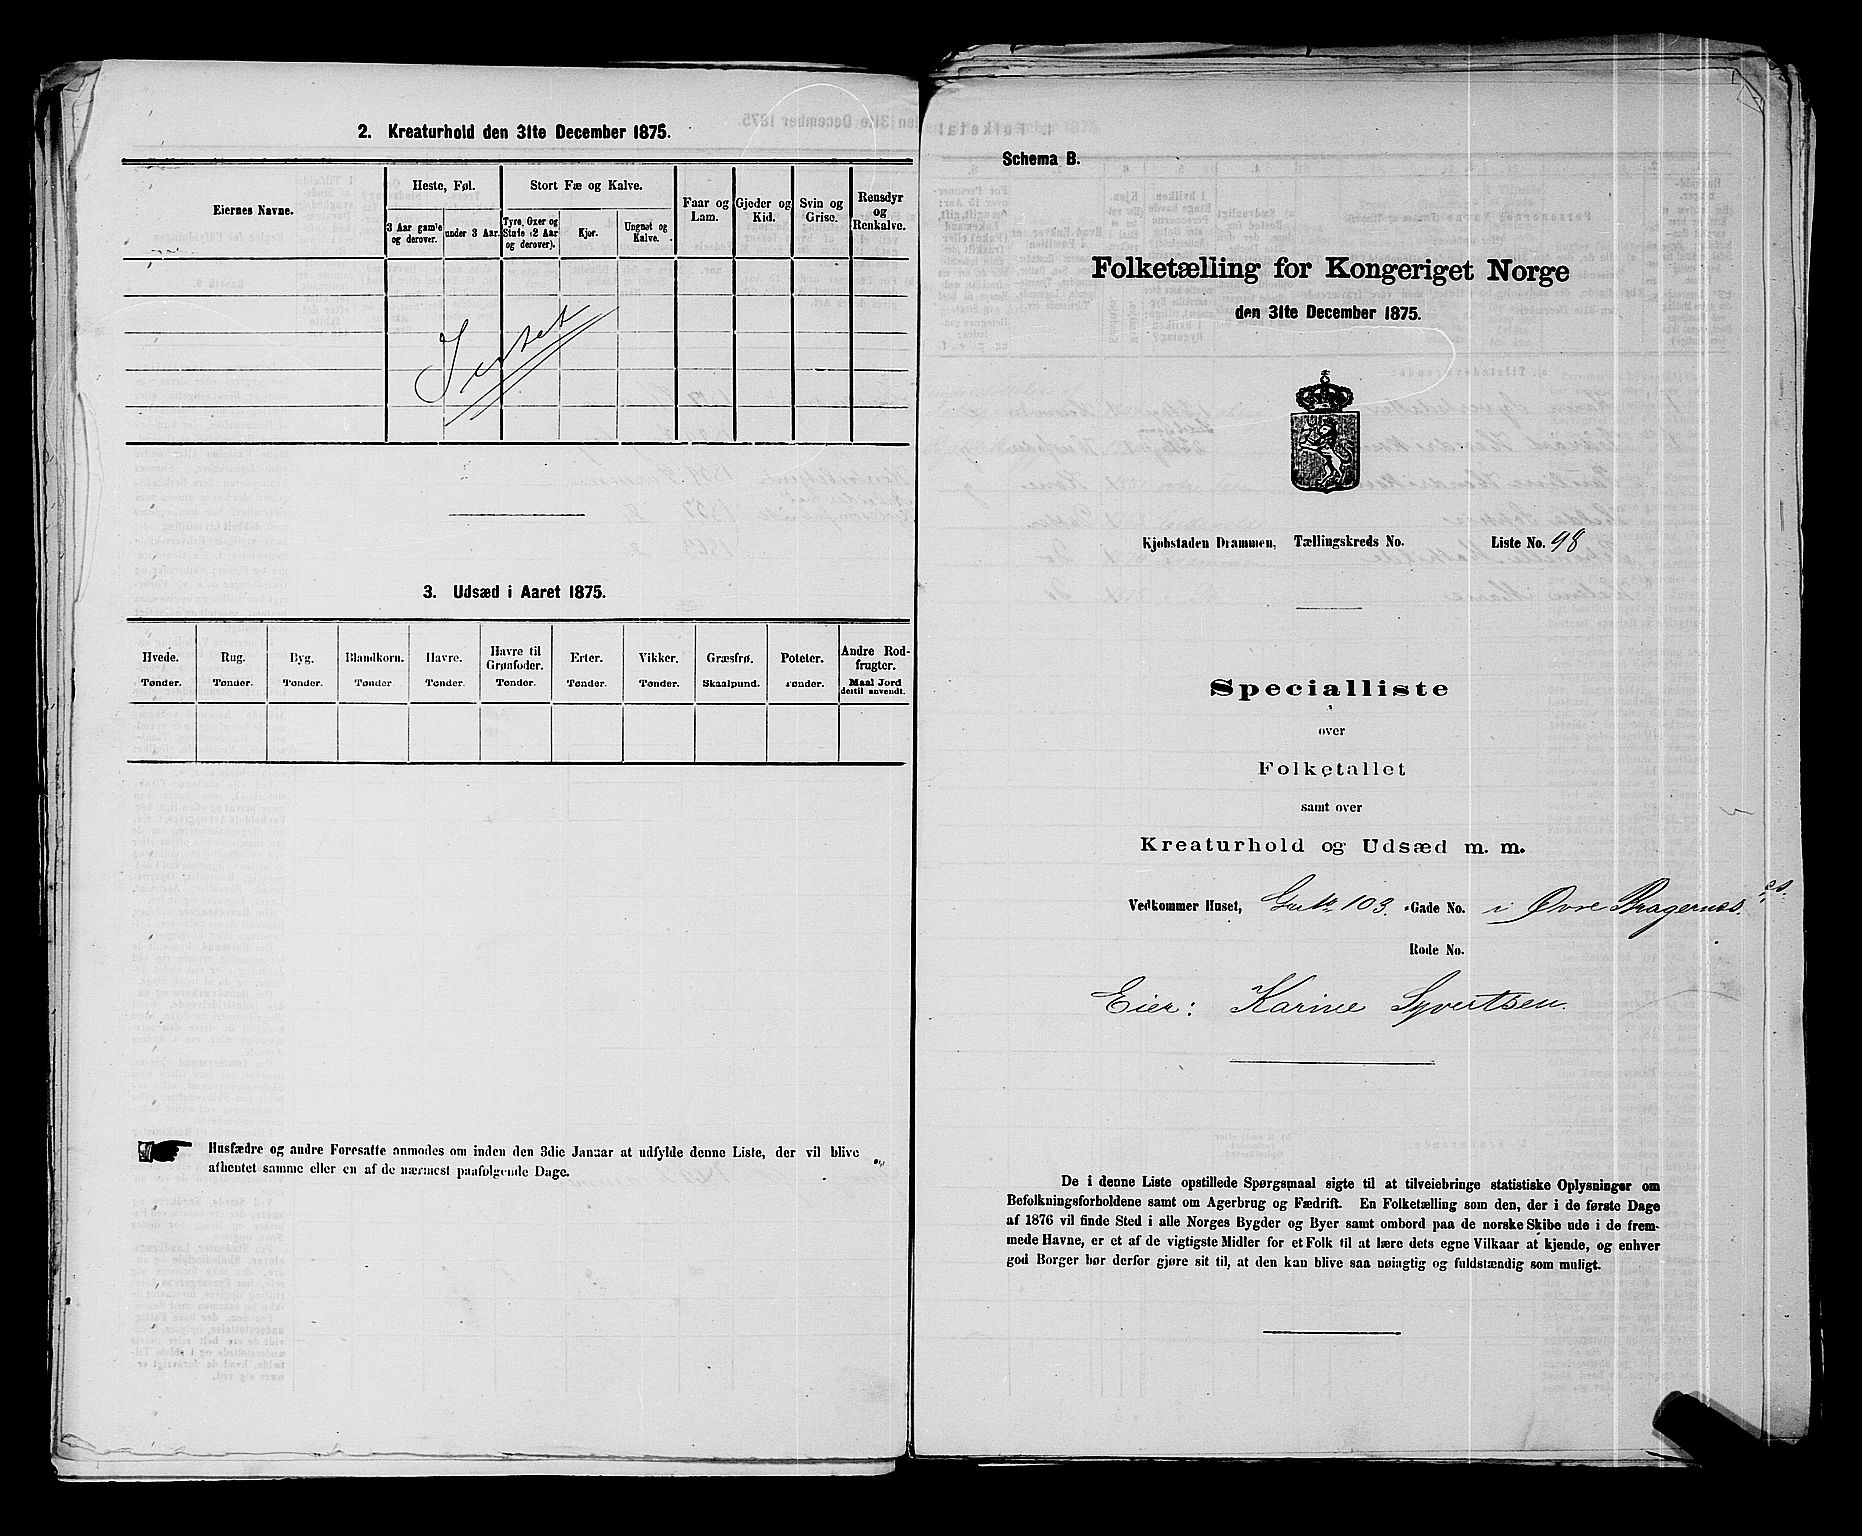 2. Kreaturhold den 31te December 1875.
Eiernes Navne.
Heste, Føl.
Stort Fæ og Kalve.
Faar og Lam.
Gjeder og Kid.
Svin og Grise.
Rensdyr og Renkalve.
3 Aar gamle og derover.
under 3 Aar.
Tyre, Oxer og Stude (2 Aar og derover).
Kjør.
Ungnøt og Kalve.
Intet
3. Udsæd i Aaret 1875.
Hvede. Rug. Byg. Blandkorn. Havre. Havre til Grønfoder. Erter. Vikker. Græsfrø. Poteter. Andre Rodfrugter.
Tønder. Tønder. Tønder. Tønder Tønder. Tønder. Tønder. Tønder. Skaalpund. Tønder. Maal Jord dertil anvendt.
Husfædre og andre Foresatte anmodes om inden den 3die Januar at udfylde denne Liste, der vil blive
afhentet samme eller en af de nærmest paafølgende Dage.
Schema B.
Folketælling for Kongeriget Norge
den 31te December 1875.
Kjøbstaden Drammen, Tællingskreds No. Liste No. 98
Specialliste
over
Folketallet
samt over
Kreaturhold og Udsæd m. m.
Vedkommer Huset, 103. -Gade No. i Øvre Bragernæs
Rode No.
Eier: Karine Syvertsen.
De i denne Liste opstillede Spørgsmaal sigte til at tilveiebringe statistiske Oplysninger om
Befolkningsforholdene samt om Agerbrug og Fædrift. En Folketælling som den, der i de første Dage
af 1876 vil finde Sted i alle Norges Bygder og Byer samt ombord paa de norske Skibe ude i de frem-
mede Havne, er et af de vigtigste Midler for et Folk til at lære dets egne Vilkaar at kjende, og enhver
god Borger bør derfor gjøre sit til, at den kan blive saa nøiagtig og fuldstændig som muligt.